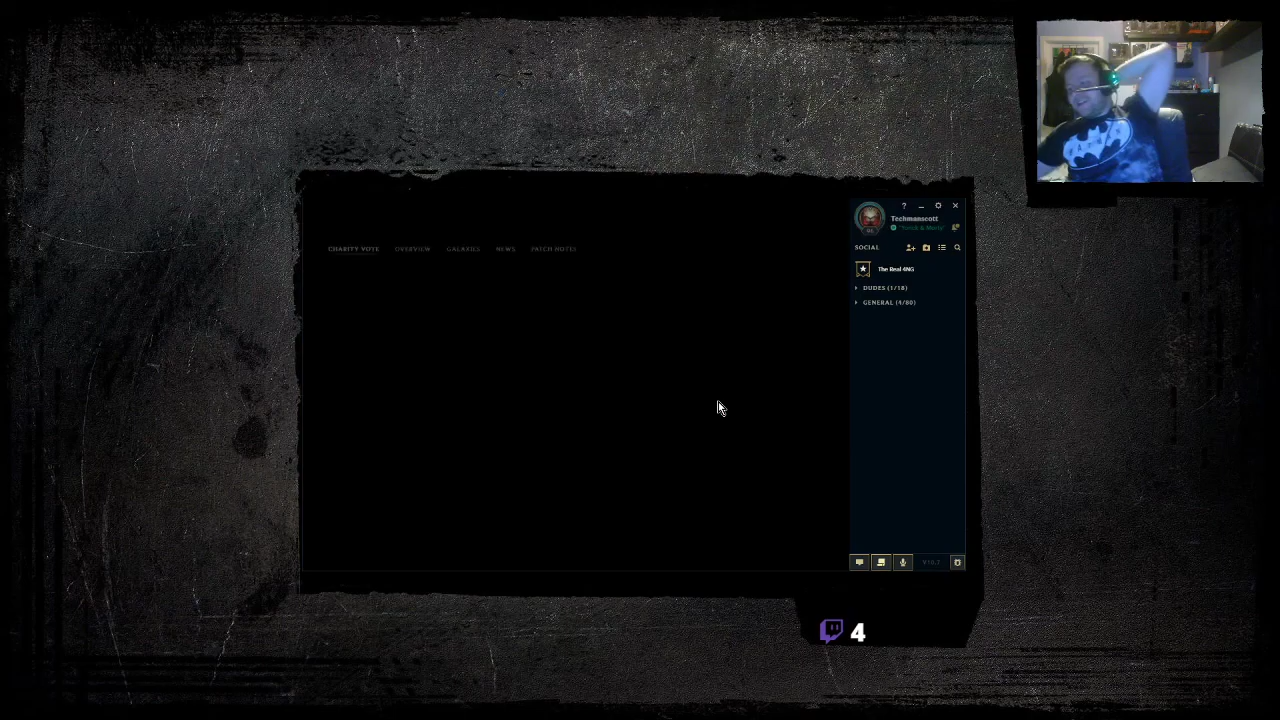 Techmanscott
CHARITY VOTE OVERVIEW GALAXIES NEWS PATCH NOTES
SOCIAL
The Real 4NG
DUDES (1/18)
GENERAL (4/80)
4